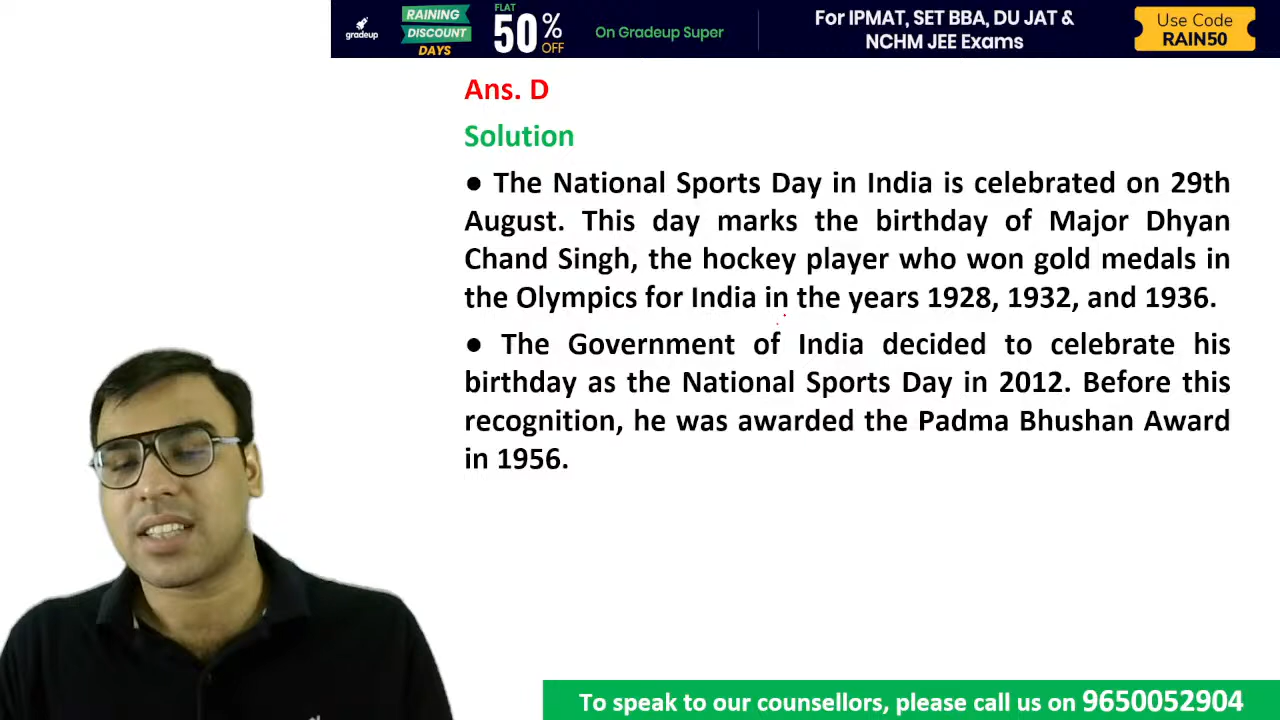 gradeup
RAINING
DISCOUNT
DAYS
FLAT
50% OFF
On Gradeup Super
For IPMAT, SET BBA, DU JAT &
NCHM JEE Exams
Use Code
RAIN50
Ans. D
Solution
● The National Sports Day in India is celebrated on 29th
August. This day marks the birthday of Major Dhyan
Chand Singh, the hockey player who won gold medals in
the Olympics for India in the years 1928, 1932, and 1936.
● The Government of India decided to celebrate his
birthday as the National Sports Day in 2012. Before this
recognition, he was awarded the Padma Bhushan Award
in 1956.
To speak to our counsellors, please call us on 9650052904